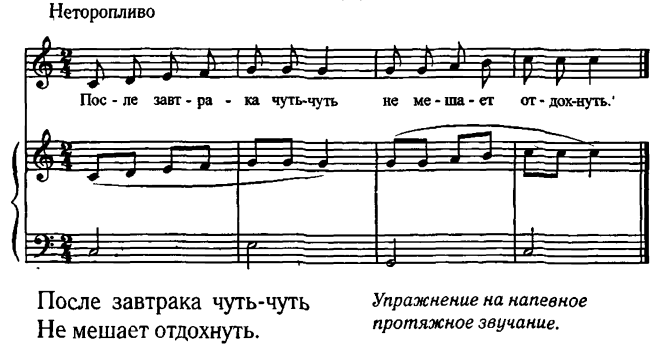 Неторопливо
Пос - ле завт - ра - ка чуть-чуть не ме - ша - ет от - дох - нуть.
После завтрака чуть-чуть
Не мешает отдохнуть.
Упражнение на напевное
протяжное звучание.